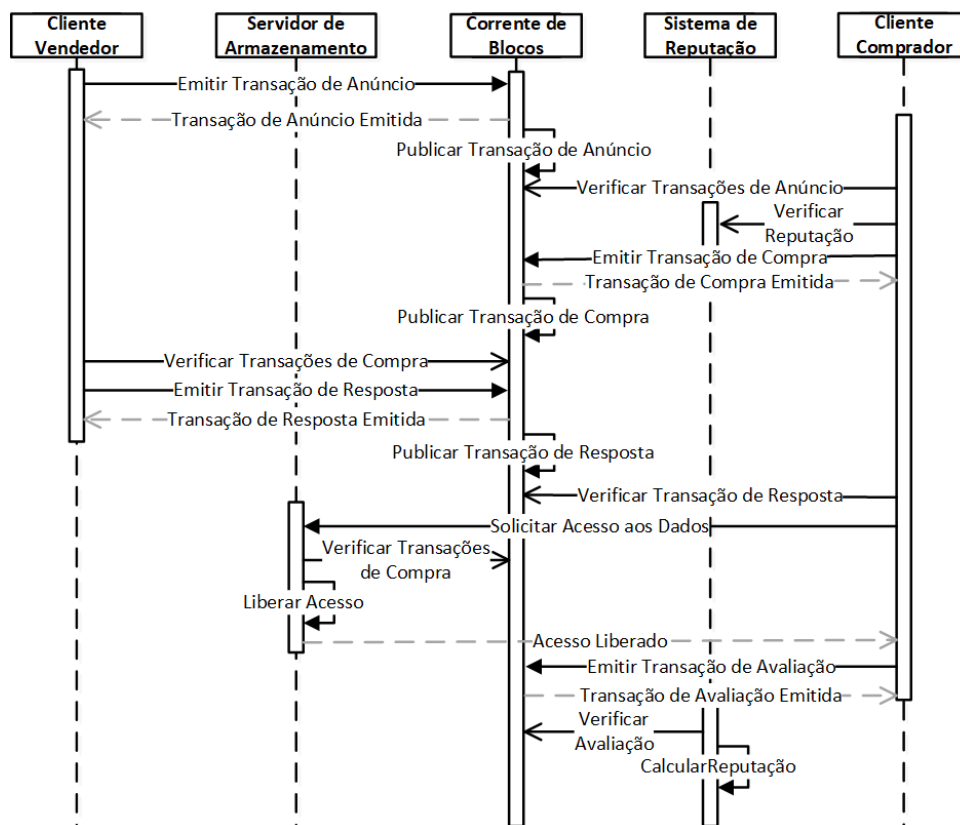 Cliente
Vendedor
Servidor de
Armazenamento
Corrente de
Blocos
Sistema de
Reputação
Cliente
Comprador
Emitir Transação de Anúncio
Transação de Anúncio Emitida
Publicar Transação de Anúncio
Verificar Transações de Anúncio
Verificar
Reputação
Emitir Transação de Compra
Transação de Compra Emitida
Publicar Transação de Compra
Verificar Transações de Compra
Emitir Transação de Resposta
Transação de Resposta Emitida
Publicar Transação de Resposta
Verificar Transação de Resposta
Solicitar Acesso aos Dados
Verificar Transações
de Compra
Liberar Acesso
Acesso Liberado
Emitir Transação de Avaliação
Transação de Avaliação Emitida
Verificar
Avaliação
CalcularReputação